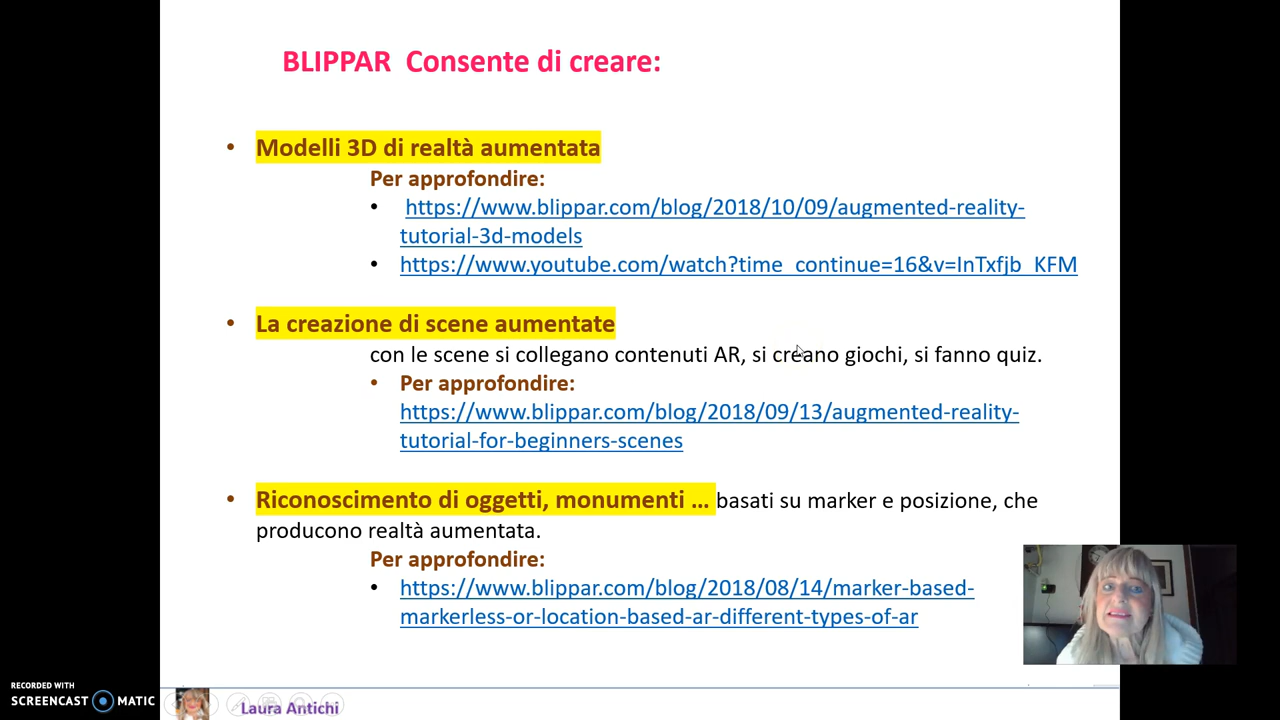 BLIPPAR Consente di creare:
• Modelli 3D di realtà aumentata
Per approfondire:
• https://www.blippar.com/blog/2018/10/09/augmented-reality-
tutorial-3d-models
• https://www.youtube.com/watch?time_continue=16&v=InTxfjb_KFM
• La creazione di scene aumentate
con le scene si collegano contenuti AR, si creano giochi, si fanno quiz.
• Per approfondire:
https://www.blippar.com/blog/2018/09/13/augmented-reality-
tutorial-for-beginners-scenes
• Riconoscimento di oggetti, monumenti ... basati su marker e posizione, che
producono realtà aumentata.
Per approfondire:
• https://www.blippar.com/blog/2018/08/14/marker-based-
markerless-or-location-based-ar-different-types-of-ar
RECORDED WITH
SCREENCAST MATIC
Laura Antichi